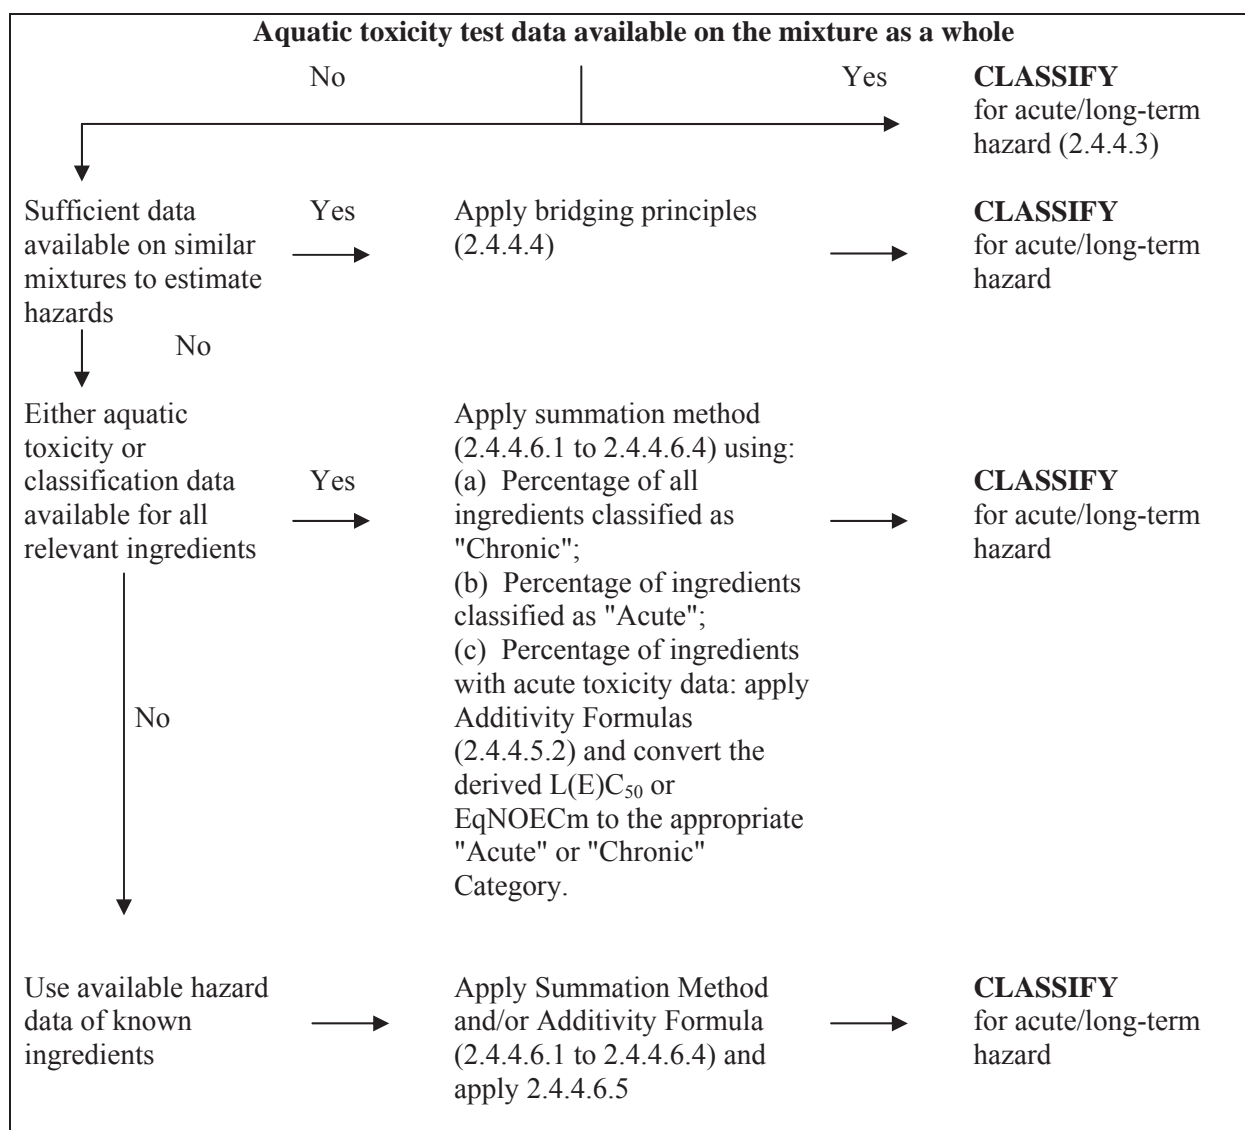 Aquatic toxicity test data available on the mixture as a whole
No
Yes
CLASSIFY
for acute/long-term
hazard (2.4.4.3)
Sufficient data
available on similar
mixtures to estimate
hazards
Yes
Apply bridging principles
(2.4.4.4)
CLASSIFY
for acute/long-term
hazard
No
Either aquatic
toxicity or
classification data
available for all
relevant ingredients
Yes
Apply summation method
(2.4.4.6.1 to 2.4.4.6.4) using:
(a) Percentage of all
ingredients classified as
"Chronic";
(b) Percentage of ingredients
classified as "Acute";
(c) Percentage of ingredients
with acute toxicity data: apply
Additivity Formulas
(2.4.4.5.2) and convert the
derived L(E)C₅₀ or
EqNOECm to the appropriate
"Acute" or "Chronic"
Category.
CLASSIFY
for acute/long-term
hazard
No
Use available hazard
data of known
ingredients
Apply Summation Method
and/or Additivity Formula
(2.4.4.6.1 to 2.4.4.6.4) and
apply 2.4.4.6.5
CLASSIFY
for acute/long-term
hazard